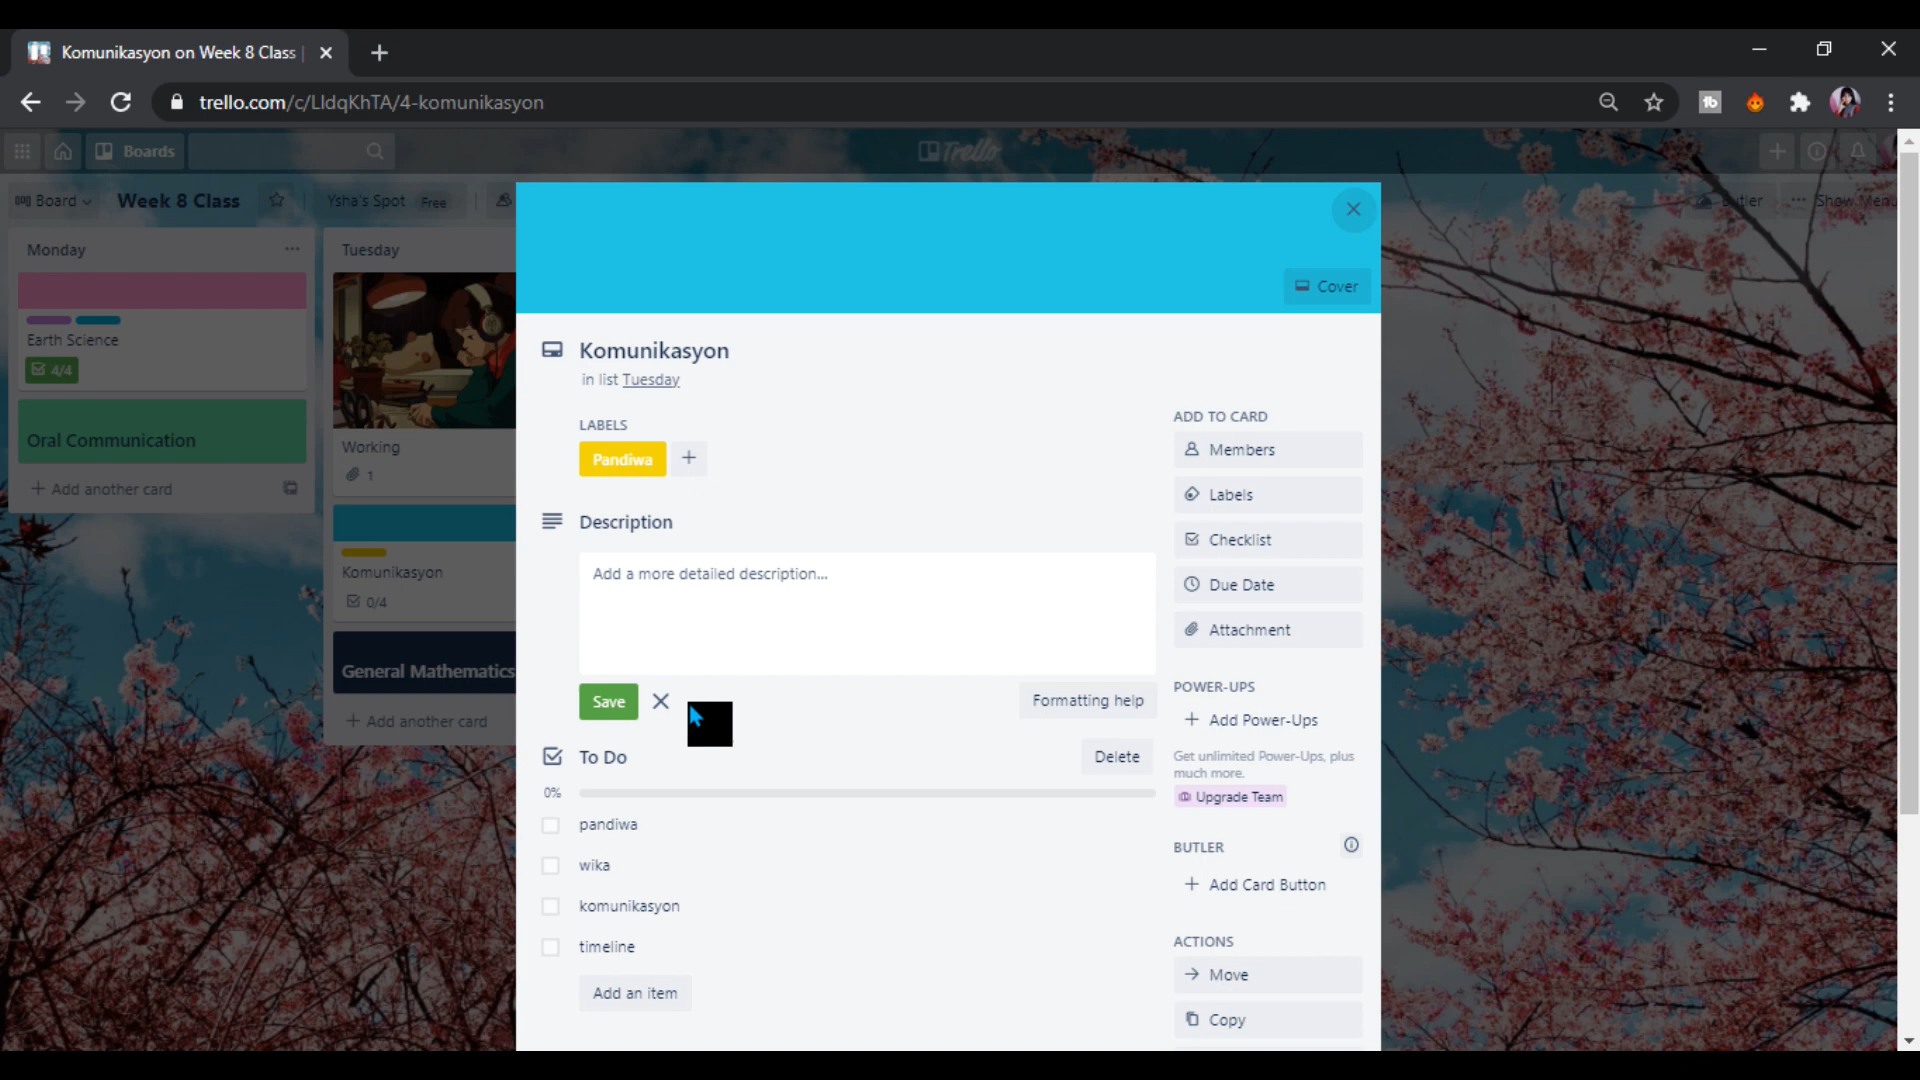 Komunikasyon on Week 8 Class |
trello.com/c/LldqKhTA/4-komunikasyon
Boards
Trello
Board
Week 8 Class
Ysha's Spot Free
Butler
Show Menu
Monday
Earth Science
4/4
Oral Communication
+ Add another card
Tuesday
Working
1
Komunikasyon
0/4
General Mathematics
+ Add another card
Cover
Komunikasyon
in list Tuesday
LABELS
Pandiwa
+
Description
Add a more detailed description...
Save
Formatting help
To Do
Delete
0%
pandiwa
wika
komunikasyon
timeline
Add an item
ADD TO CARD
Members
Labels
Checklist
Due Date
Attachment
POWER-UPS
+ Add Power-Ups
Get unlimited Power-Ups, plus
much more.
Upgrade Team
BUTLER
+ Add Card Button
ACTIONS
→ Move
Copy